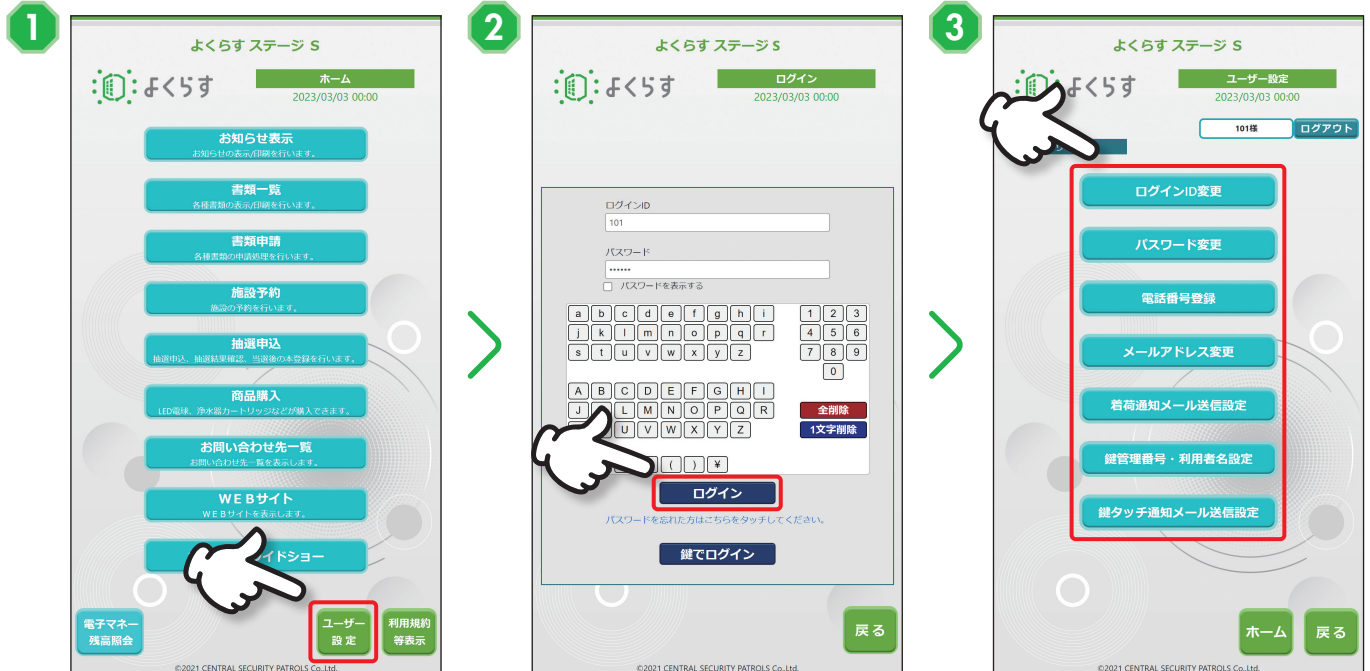 1
よくらす ステージ S
よくらす
ホーム
2023/03/03 00:00
お知らせ表示
お知らせの表示/印刷を行います。
書類一覧
各種書類の表示/印刷を行います。
書類申請
各種書類の申請処理を行います。
施設予約
施設の予約を行います。
抽選申込
抽選申込、抽選結果確認、当選後の本登録を行います。
商品購入
LED電球、浄水器カートリッジなどが購入できます。
お問い合わせ先一覧
お問い合わせ先一覧を表示します。
WEBサイト
WEBサイトを表示します。
イドショー
電子マネー
残高照会
ユーザー
設 定
利用規約
等表示
©2021 CENTRAL SECURITY PATROLS Co.,Ltd.
2
よくらす ステージ S
よくらす
ログイン
2023/03/03 00:00
ログインID
101
パスワード
••••••
パスワードを表示する
a b c d e f g h i 1 2 3
j k l m n o p q r 4 5 6
s t u v w x y z 7 8 9
0
A B C D E F G H I
J L M N O P Q R 全削除
U V W X Y Z 1文字削除
( ) ¥
ログイン
パスワードを忘れた方はこちらをタッチしてください。
鍵でログイン
戻る
©2021 CENTRAL SECURITY PATROLS Co.,Ltd.
3
よくらす ステージ S
よくらす
ユーザー設定
2023/03/03 00:00
101様 ログアウト
ログインID変更
パスワード変更
電話番号登録
メールアドレス変更
着荷通知メール送信設定
鍵管理番号・利用者名設定
鍵タッチ通知メール送信設定
ホーム
戻る
©2021 CENTRAL SECURITY PATROLS Co.,Ltd.